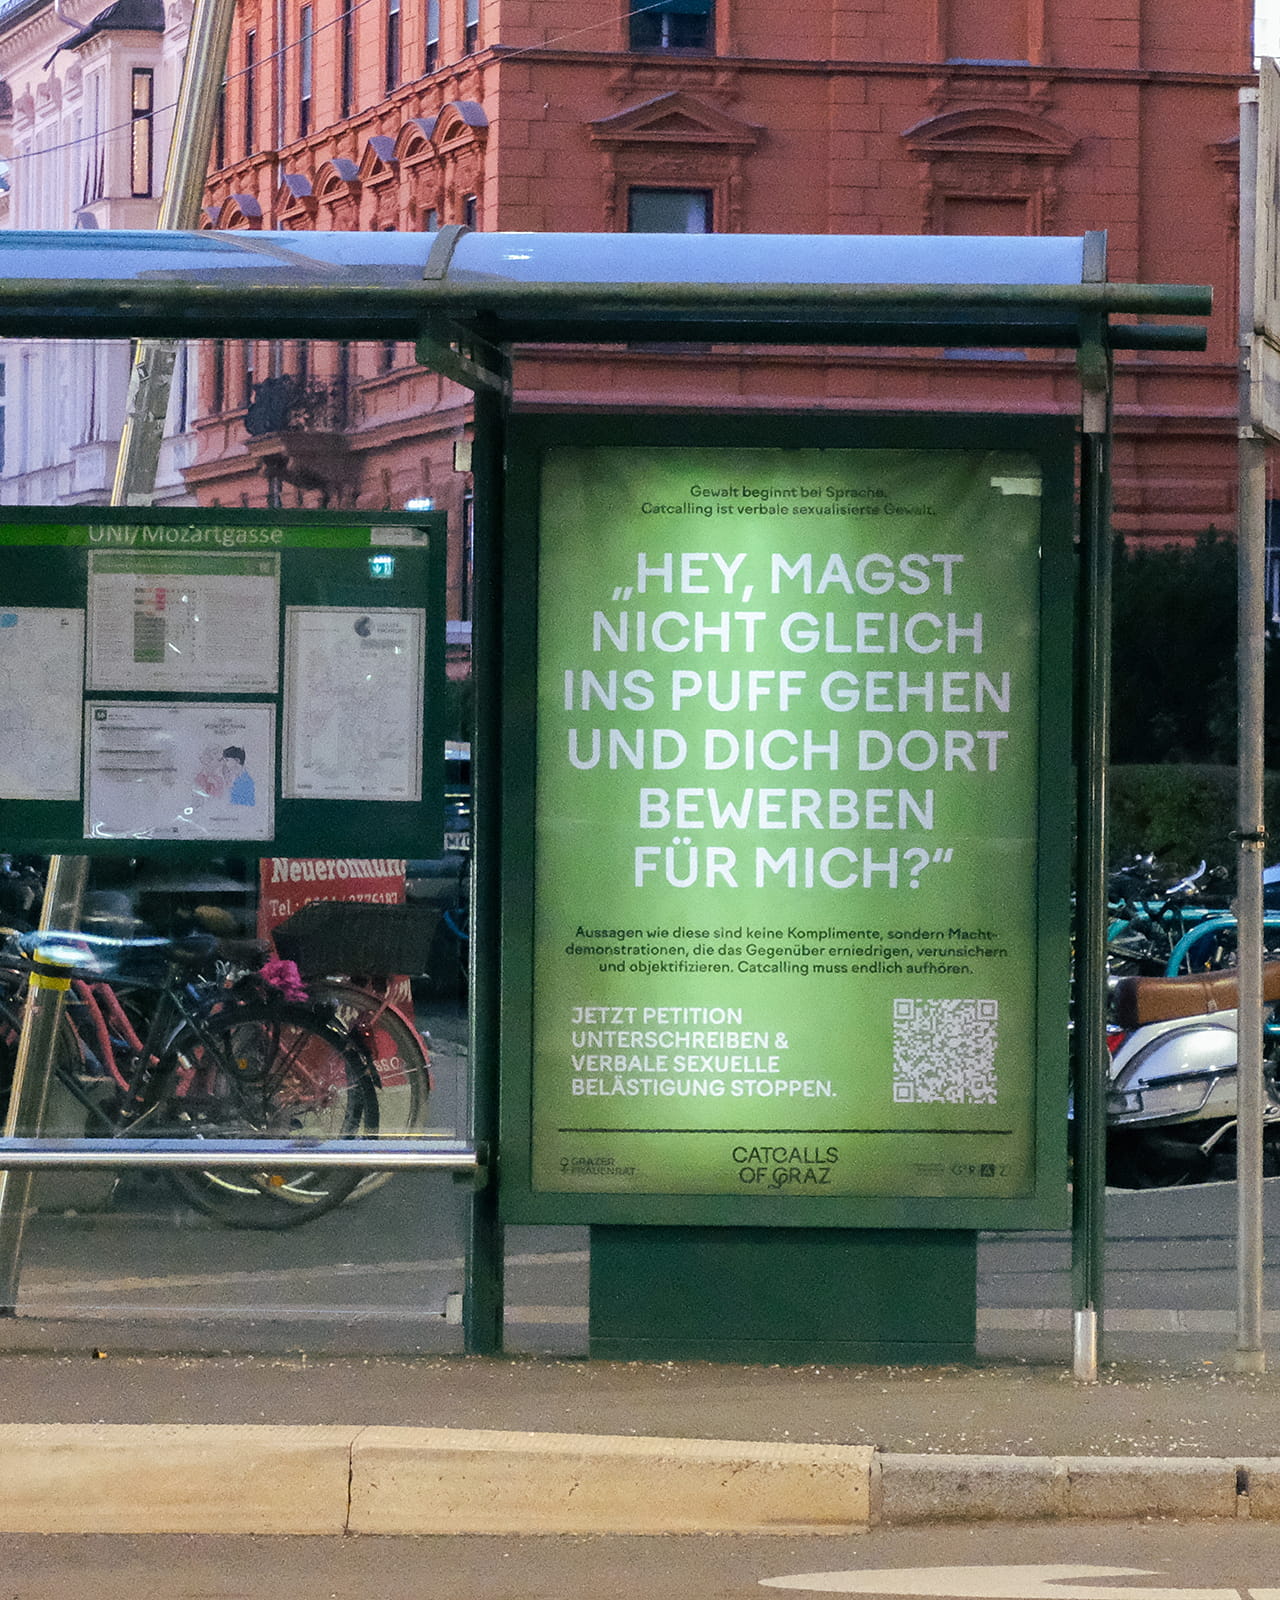 UNI/Mozartgasse
Neueröffnung
Tel.:
Gewalt beginnt bei Sprache.
Catcalling ist verbale sexualisierte Gewalt.
„HEY, MAGST
NICHT GLEICH
INS PUFF GEHEN
UND DICH DORT
BEWERBEN
FÜR MICH?“
Aussagen wie diese sind keine Komplimente, sondern Macht-
demonstrationen, die das Gegenüber erniedrigen, verunsichern
und objektifizieren. Catcalling muss endlich aufhören.
JETZT PETITION
UNTERSCHREIBEN &
VERBALE SEXUELLE
BELÄSTIGUNG STOPPEN.
GRAZER
FRAUENRAT
CATCALLS
OF GRAZ
GRAZ